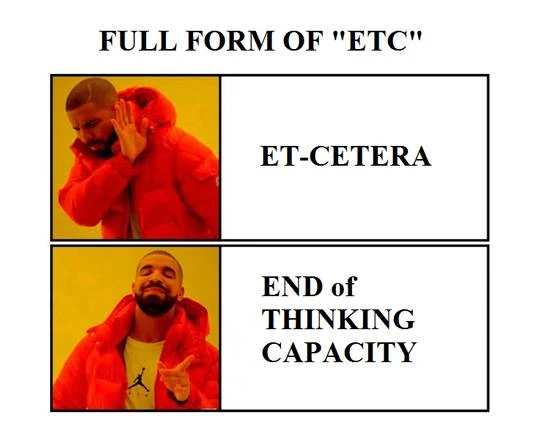 FULL FORM OF "ETC"
ET-CETERA
END of
THINKING
CAPACITY